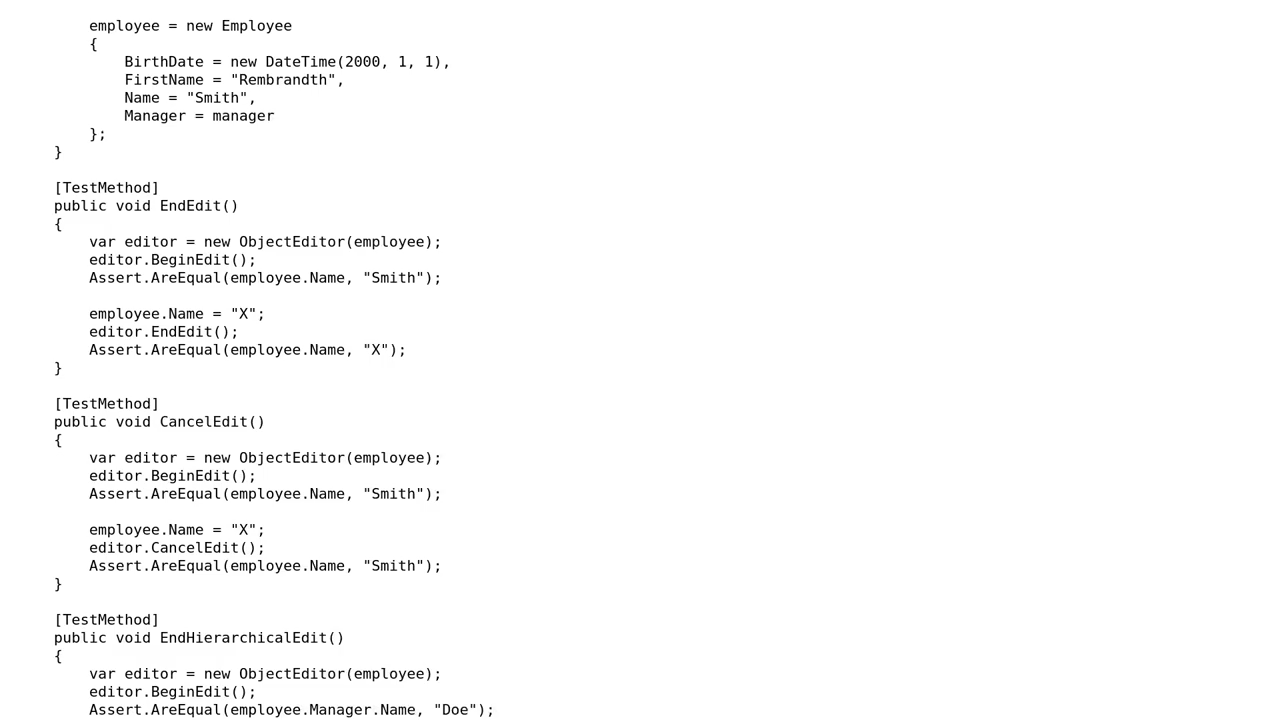 employee = new Employee
{
BirthDate = new DateTime(2000, 1, 1),
FirstName = "Rembrandth",
Name = "Smith",
Manager = manager
};
}
[TestMethod]
public void EndEdit()
{
var editor = new ObjectEditor(employee);
editor.BeginEdit();
Assert.AreEqual(employee.Name, "Smith");
employee.Name = "X";
editor.EndEdit();
Assert.AreEqual(employee.Name, "X");
}
[TestMethod]
public void CancelEdit()
{
var editor = new ObjectEditor(employee);
editor.BeginEdit();
Assert.AreEqual(employee.Name, "Smith");
employee.Name = "X";
editor.CancelEdit();
Assert.AreEqual(employee.Name, "Smith");
}
[TestMethod]
public void EndHierarchicalEdit()
{
var editor = new ObjectEditor(employee);
editor.BeginEdit();
Assert.AreEqual(employee.Manager.Name, "Doe");